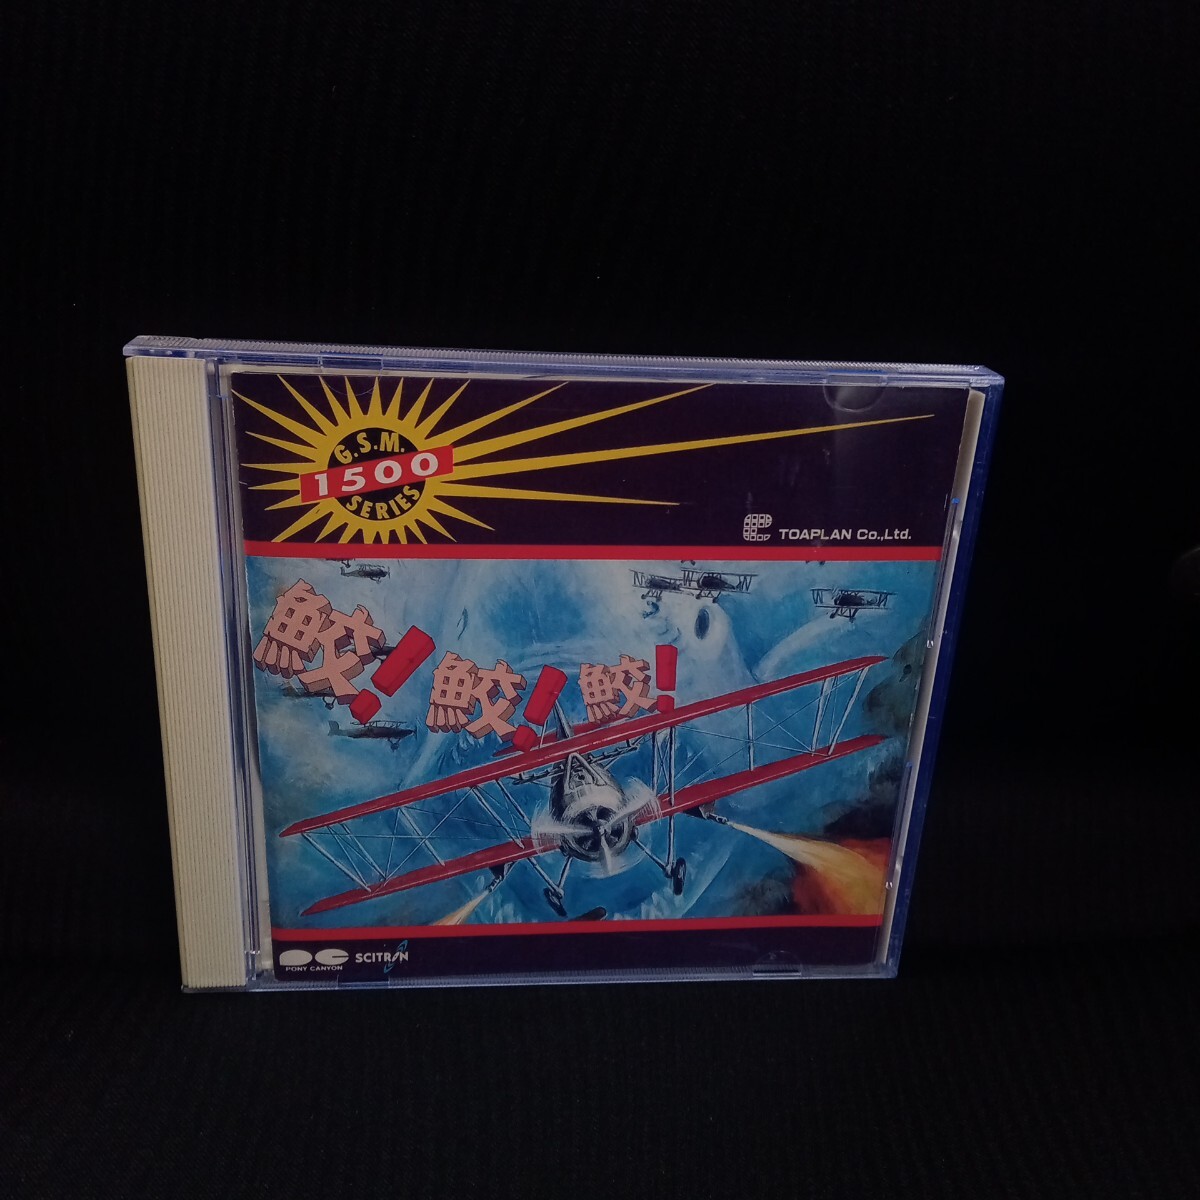 G.S.M.
1500
SERIES
TOAPLAN Co.,Ltd.
鮫!鮫!鮫!
PONY CANYON
SCITRON